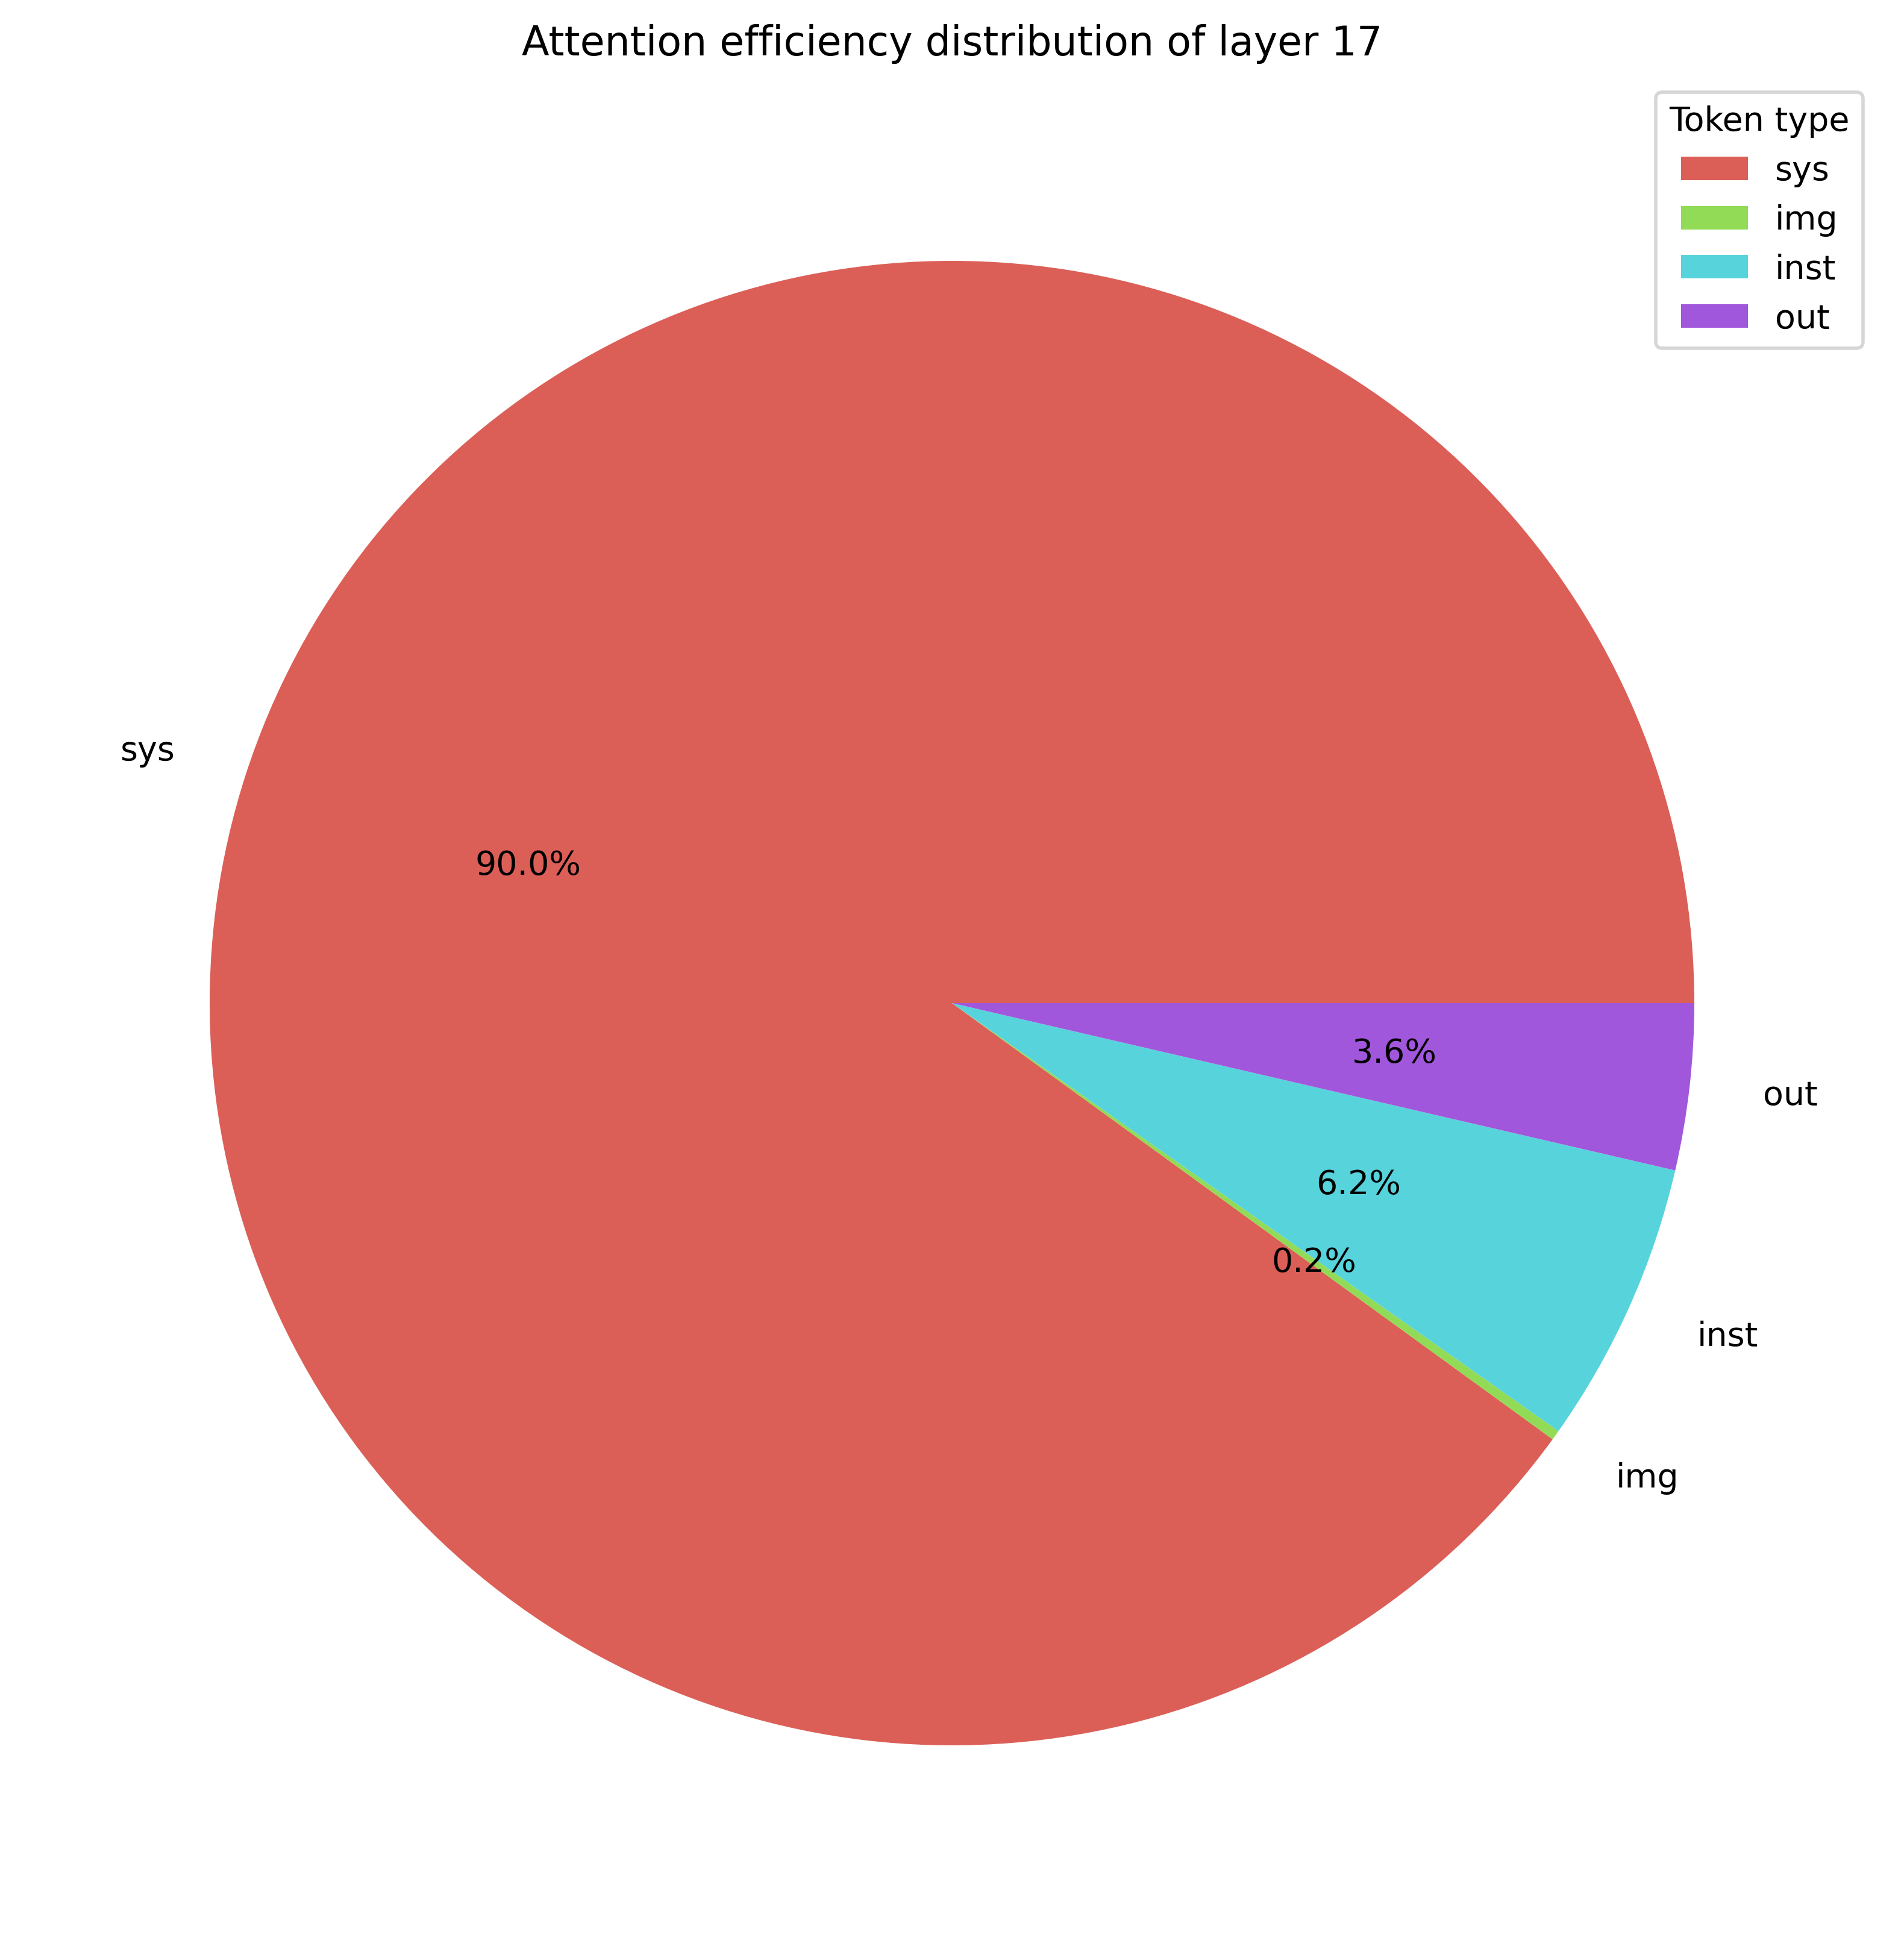 Attention efficiency distribution of layer 17
Token type
sys
img
inst
out
sys
90.0%
3.6%
out
6.2%
0.2%
inst
img